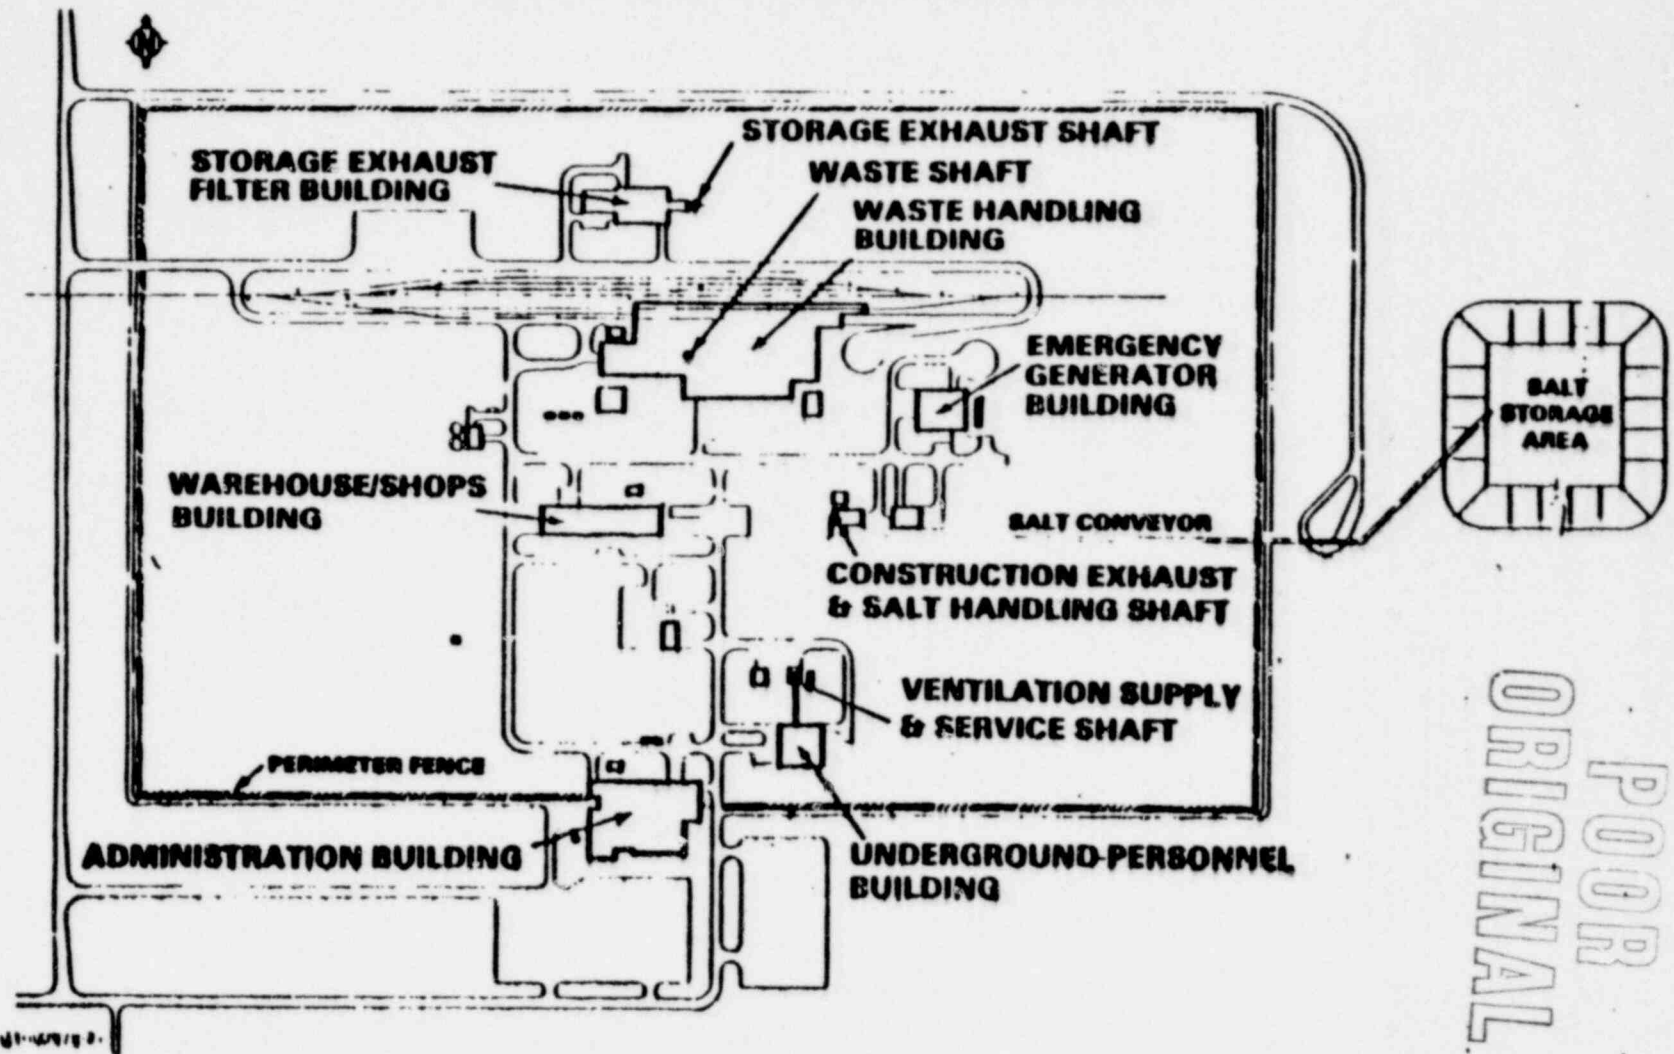 N
STORAGE EXHAUST SHAFT
STORAGE EXHAUST
FILTER BUILDING
WASTE SHAFT
WASTE HANDLING
BUILDING
EMERGENCY
GENERATOR
BUILDING
SALT
STORAGE
AREA
WAREHOUSE/SHOPS
BUILDING
SALT CONVEYOR
CONSTRUCTION EXHAUST
& SALT HANDLING SHAFT
VENTILATION SUPPLY
& SERVICE SHAFT
PERIMETER FENCE
ADMINISTRATION BUILDING
UNDERGROUND-PERSONNEL
BUILDING
POOR
ORIGINAL